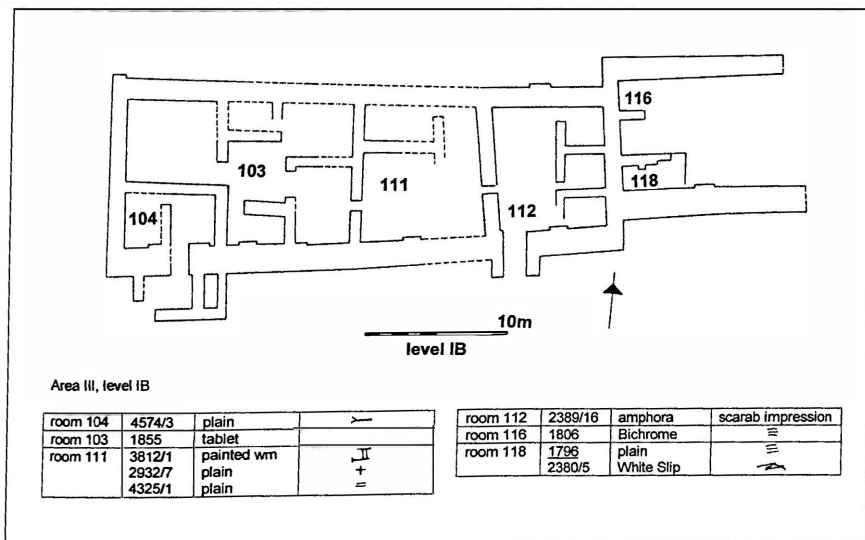 116
103
111
118
104
112
10m
level IB
Area III, level IB
room 104 4574/3 plain
room 103 1855 tablet
room 111 3812/1 painted wm
2932/7 plain +
4325/1 plain =
room 112 2389/16 amphora scarab impression
room 116 1806 Bichrome
room 118 1796 plain
2380/5 White Slip